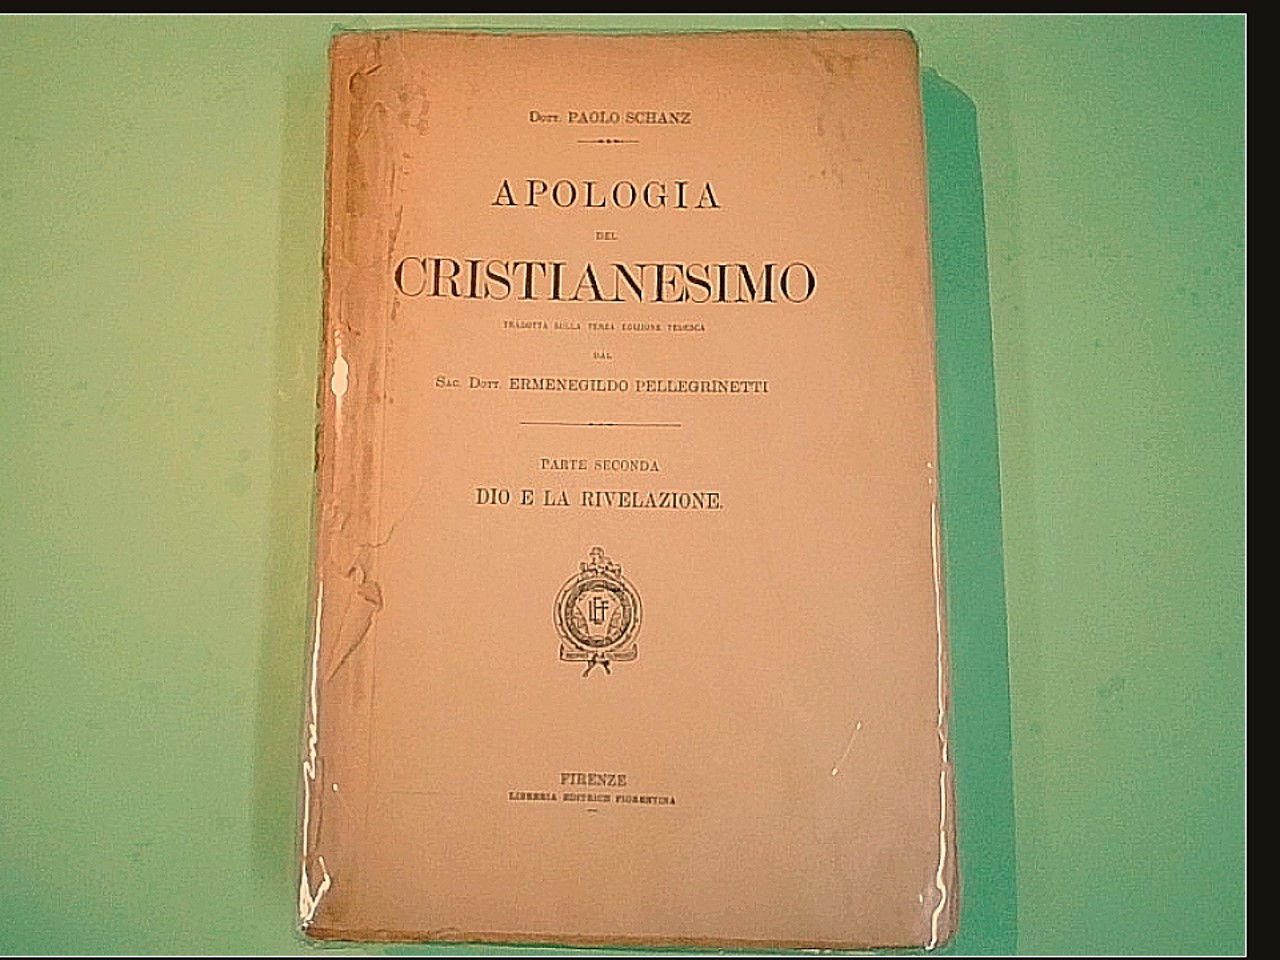 Dott. PAOLO SCHANZ
APOLOGIA
DEL
CRISTIANESIMO
TRADOTTA SULLA TERZA EDIZIONE TEDESCA
DAL
Sac. Dott. ERMENEGILDO PELLEGRINETTI
PARTE SECONDA
DIO E LA RIVELAZIONE.
LEF
FIRENZE
LIBRERIA EDITRICE FIORENTINA